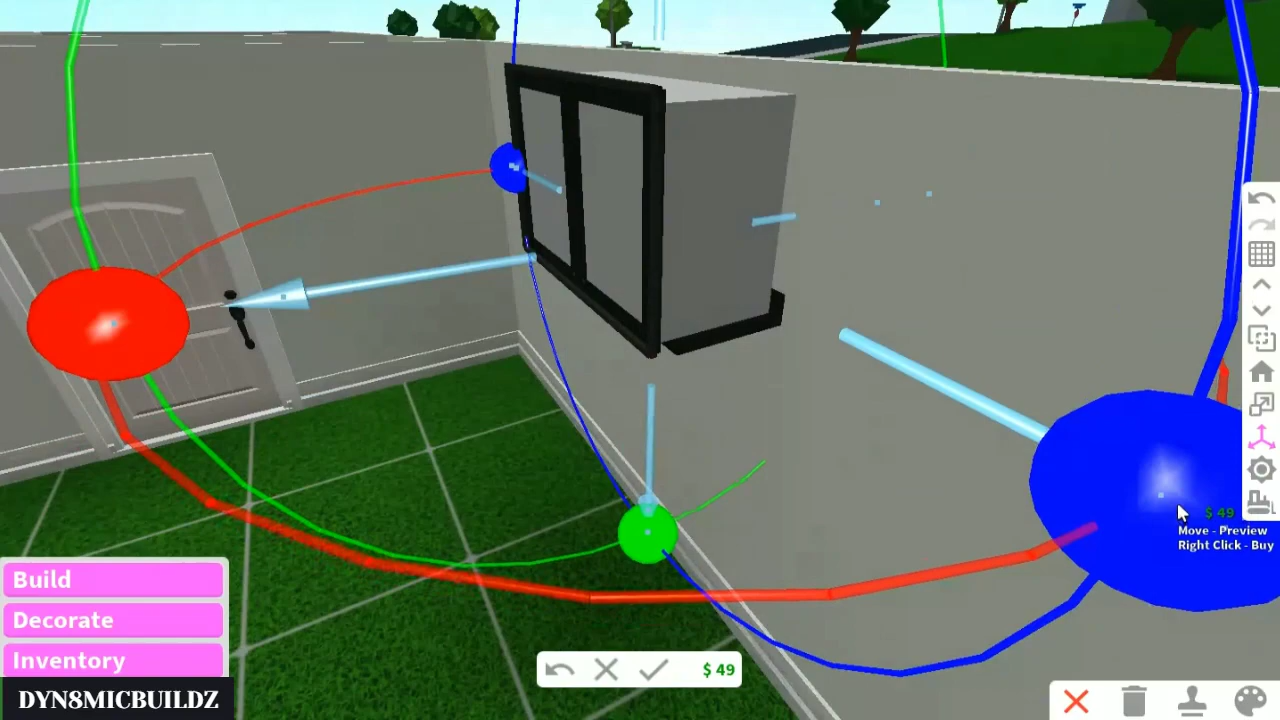 $ 49
Move - Preview
Right Click - Buy
Build
Decorate
Inventory
DYN8MICBUILDZ
$ 49